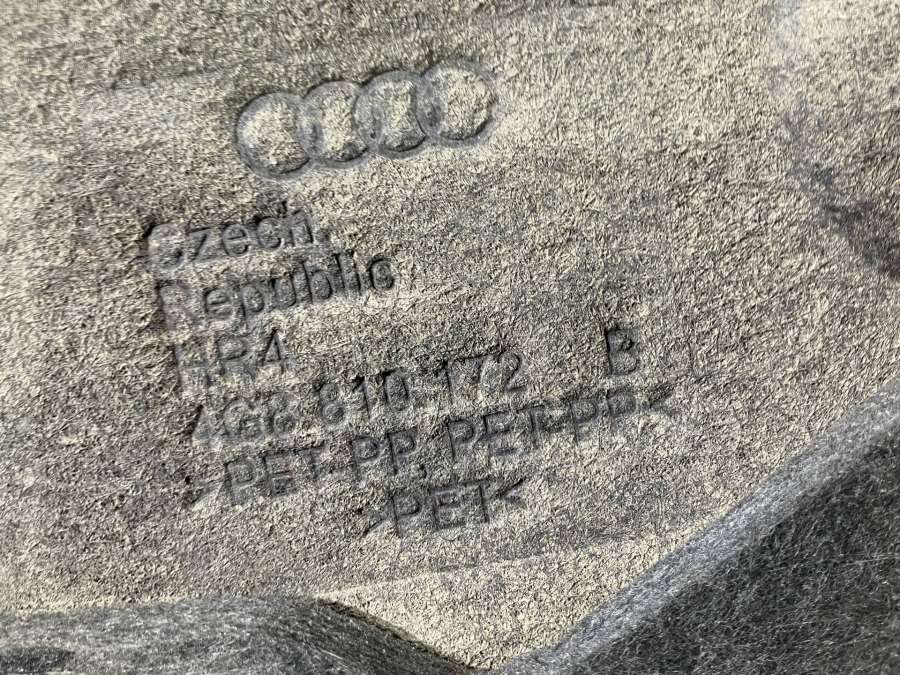 Czech.
Republic
HR4
4G8 810 172 B
>PET-PP, PET-PP<
>PET<